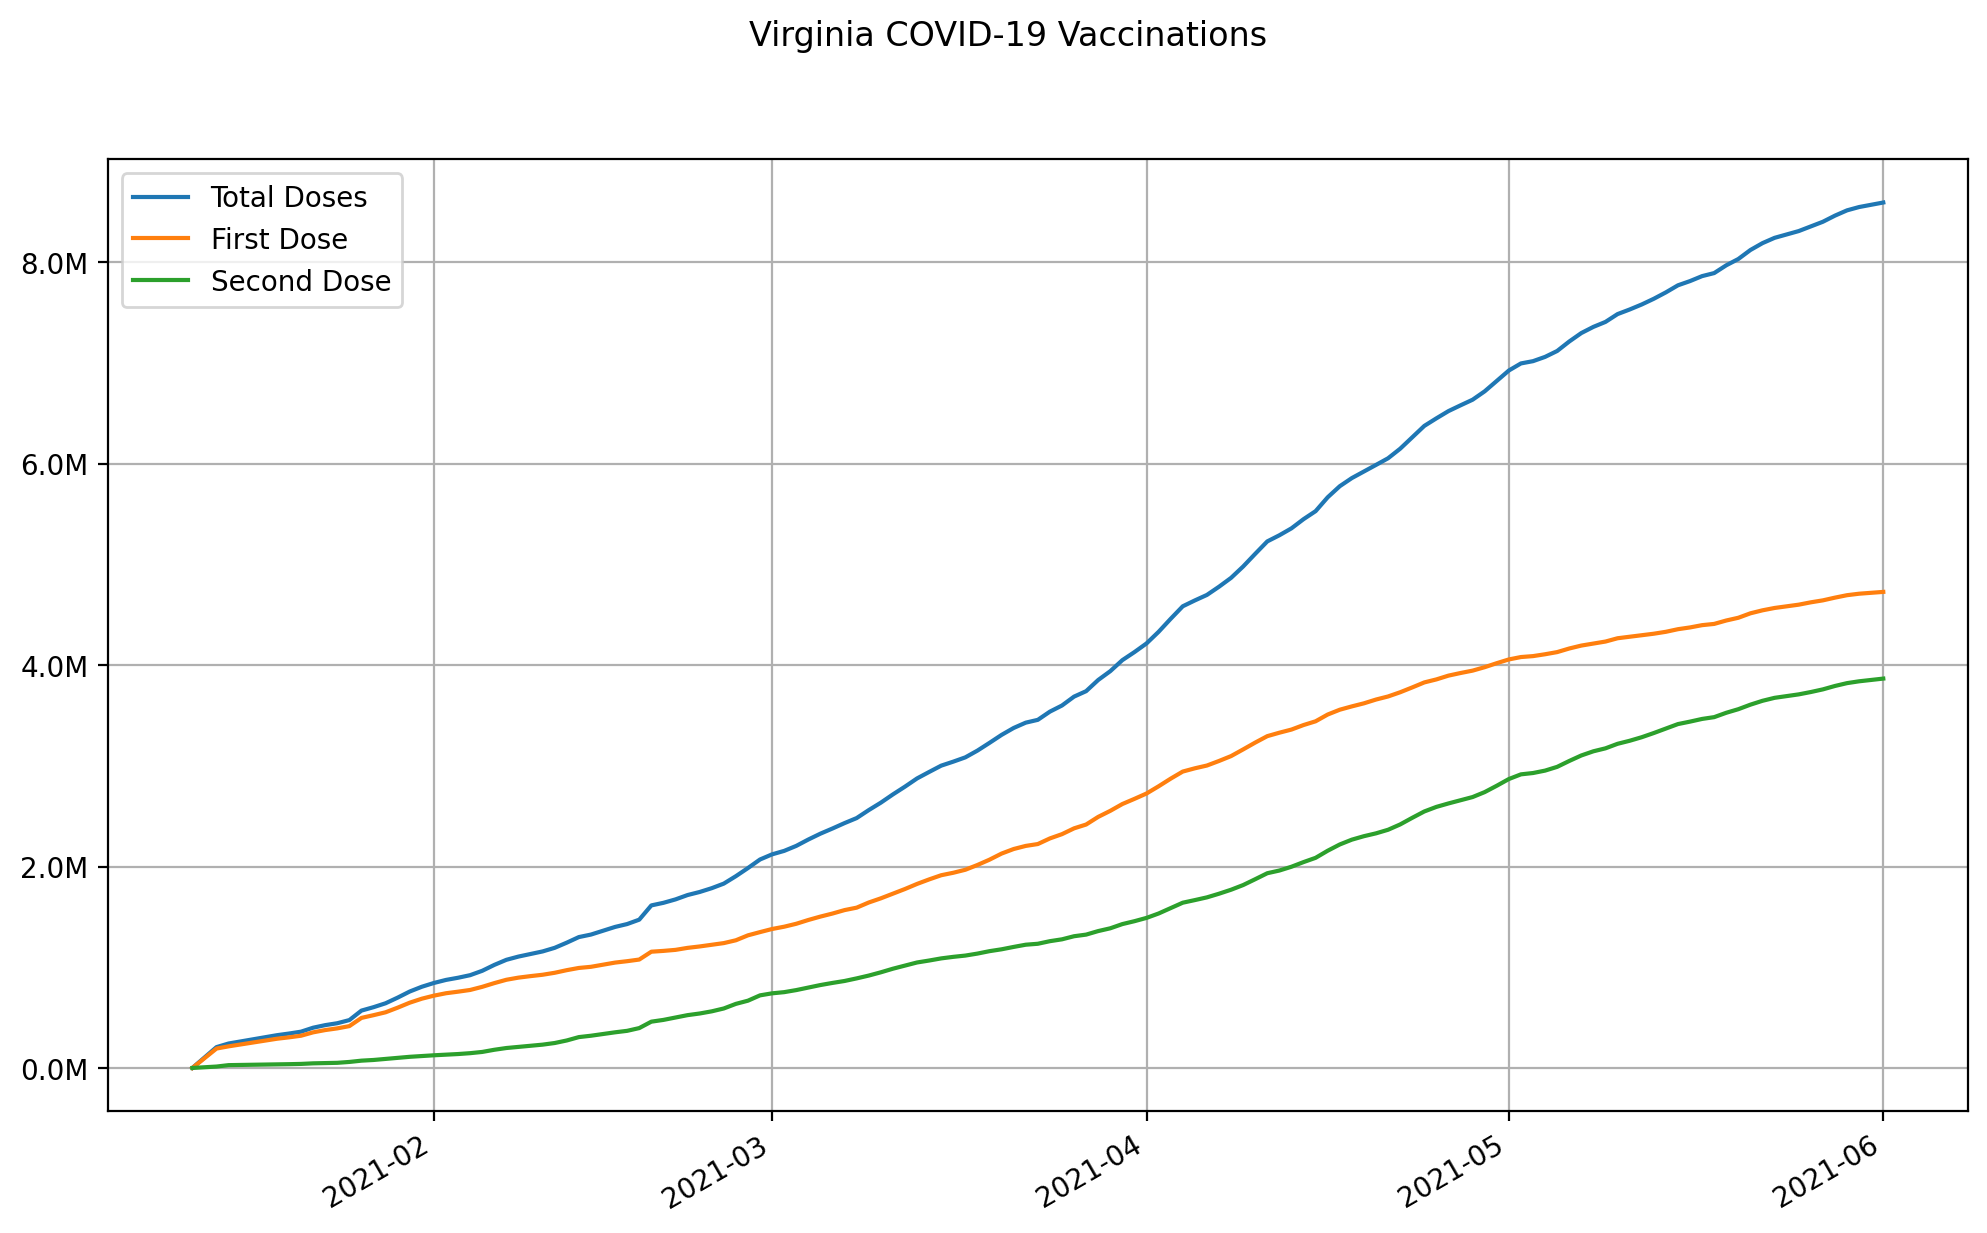 Virginia COVID-19 Vaccinations
Total Doses
First Dose
Second Dose
8.0M
6.0M
4.0M
2.0M
0.0M
2021-02
2021-03
2021-04
2021-05
2021-06